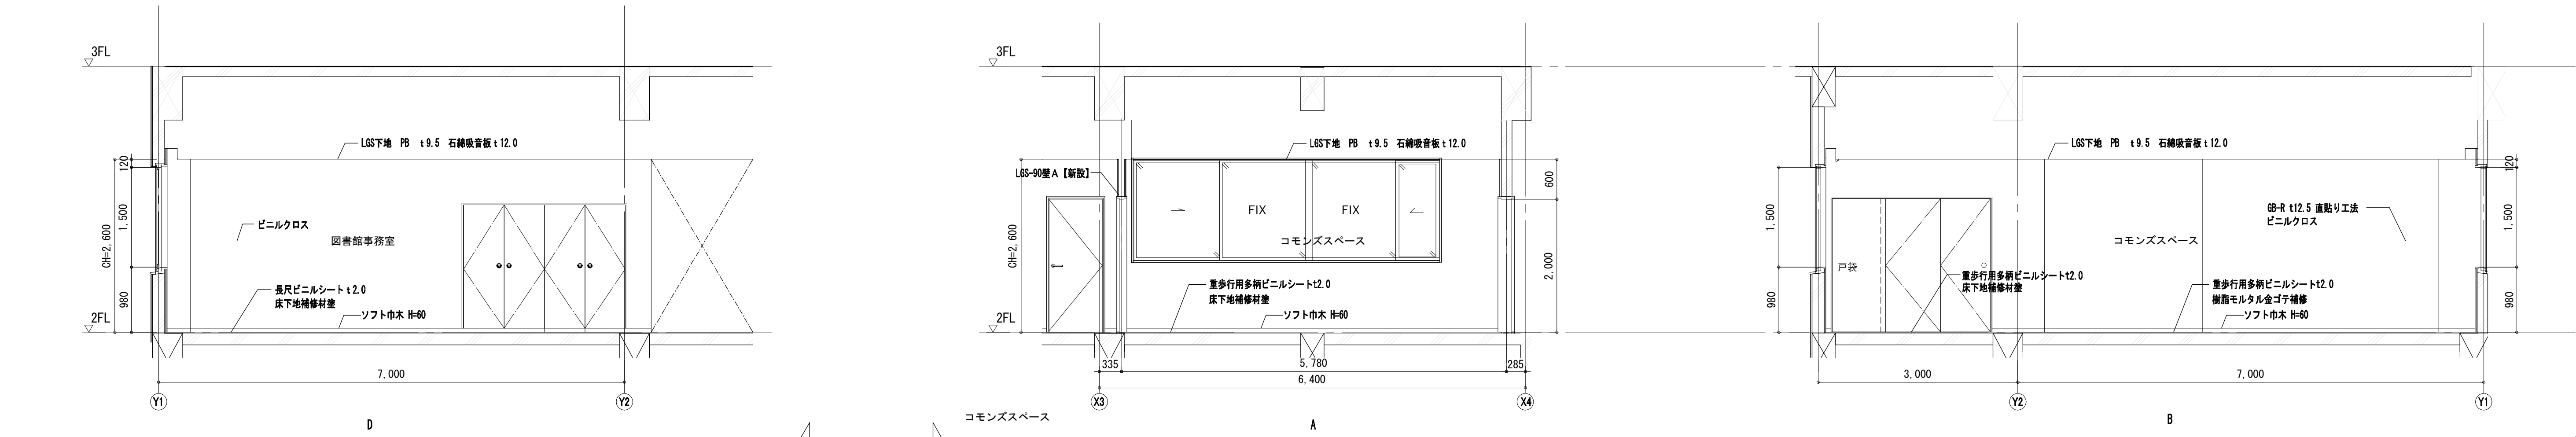 3FL
LGS下地 PB t9.5 石綿吸音板t12.0
120
1,500
CH=2,600
980
ビニルクロス
図書館事務室
長尺ビニルシートt2.0
床下地補修材塗
ソフト巾木 H=60
2FL
7,000
Y1
Y2
D
3FL
LGS下地 PB t9.5 石綿吸音板t12.0
LGS-90壁A【新設】
CH=2,600
600
2,000
FIX
FIX
コモンズスペース
重歩行用多柄ビニルシートt2.0
床下地補修材塗
ソフト巾木 H=60
2FL
335
5,780
285
6,400
X3
X4
コモンズスペース
A
LGS下地 PB t9.5 石綿吸音板t12.0
120
1,500
980
1,500
980
GB-R t12.5 直貼り工法
ビニルクロス
コモンズスペース
戸袋
重歩行用多柄ビニルシートt2.0
床下地補修材塗
重歩行用多柄ビニルシートt2.0
樹脂モルタル金ゴテ補修
ソフト巾木 H=60
3,000
7,000
Y2
Y1
B